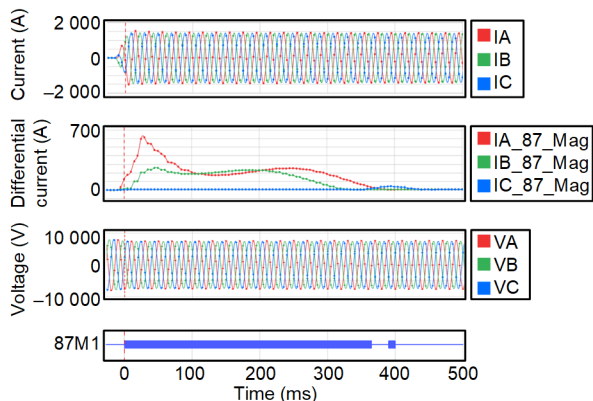 Current (A)
2 000
0
–2 000
IA
IB
IC
Differential
current (A)
700
0
IA_87_Mag
IB_87_Mag
IC_87_Mag
Voltage (V)
10 000
0
–10 000
VA
VB
VC
87M1
0 100 200 300 400 500
Time (ms)